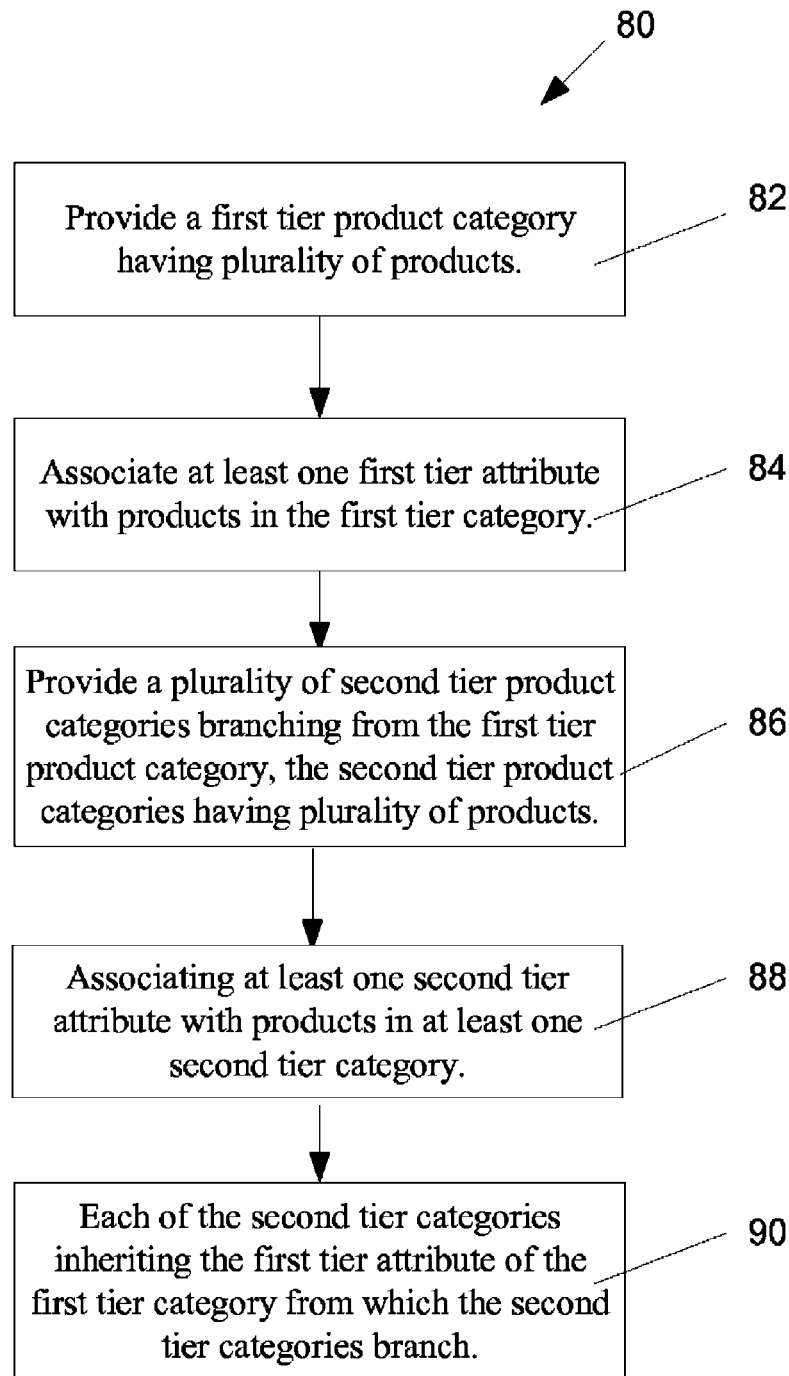 80
Provide a first tier product category
having plurality of products.
82
Associate at least one first tier attribute
with products in the first tier category.
84
Provide a plurality of second tier product
categories branching from the first tier
product category, the second tier product
categories having plurality of products.
86
Associating at least one second tier
attribute with products in at least one
second tier category.
88
Each of the second tier categories
inheriting the first tier attribute of the
first tier category from which the second
tier categories branch.
90